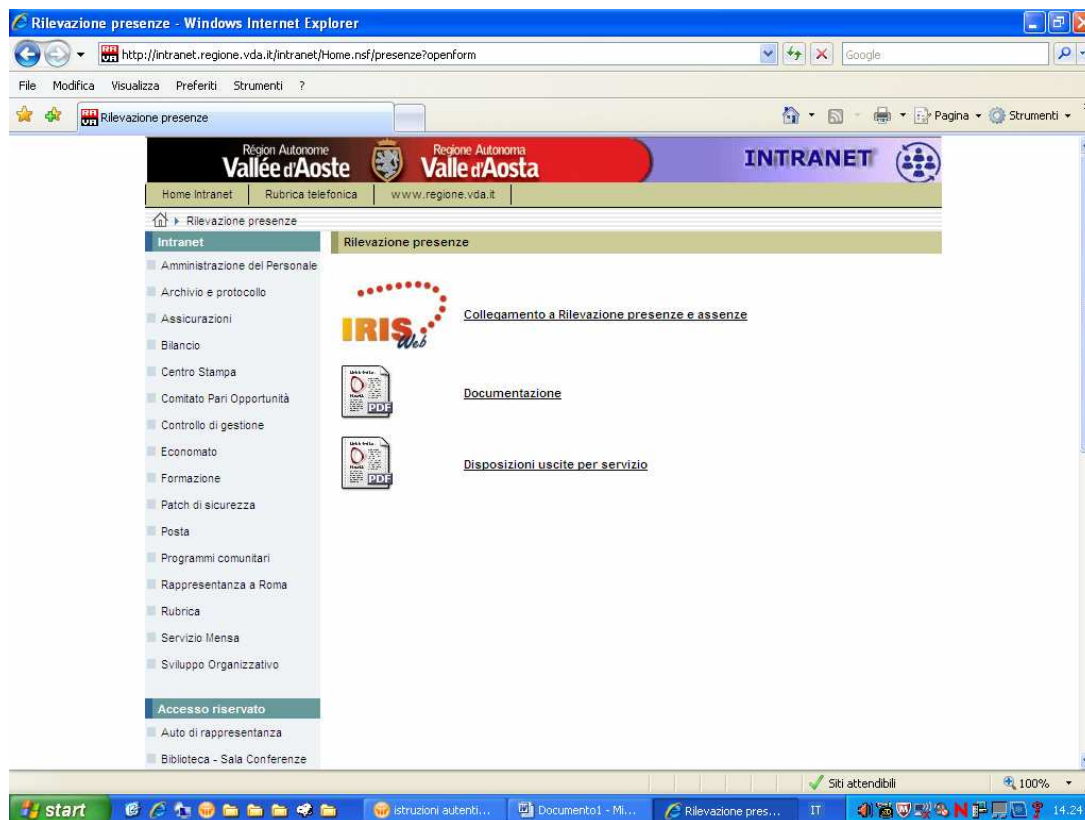 Rilevazione presenze - Windows Internet Explorer
http://intranet.regione.vda.it/intranet/Home.nsf/presenze?openform
Google
File Modifica Visualizza Preferiti Strumenti ?
Rilevazione presenze
Pagina Strumenti
Région Autonome
Vallée d'Aoste
Regione Autonoma
Valle d'Aosta
INTRANET
Home Intranet Rubrica telefonica www.regione.vda.it
Rilevazione presenze
Intranet
Rilevazione presenze
Amministrazione del Personale
Archivio e protocollo
Assicurazioni
Bilancio
Centro Stampa
Comitato Pari Opportunità
Controllo di gestione
Economato
Formazione
Patch di sicurezza
Posta
Programmi comunitari
Rappresentanza a Roma
Rubrica
Servizio Mensa
Sviluppo Organizzativo
Accesso riservato
Auto di rappresentanza
Biblioteca - Sala Conferenze
IRIS Web
Collegamento a Rilevazione presenze e assenze
PDF
Documentazione
PDF
Disposizioni uscite per servizio
Siti attendibili
100%
start
istruzioni autenti...
Documento1 - Mi...
Rilevazione pres...
IT
14.24